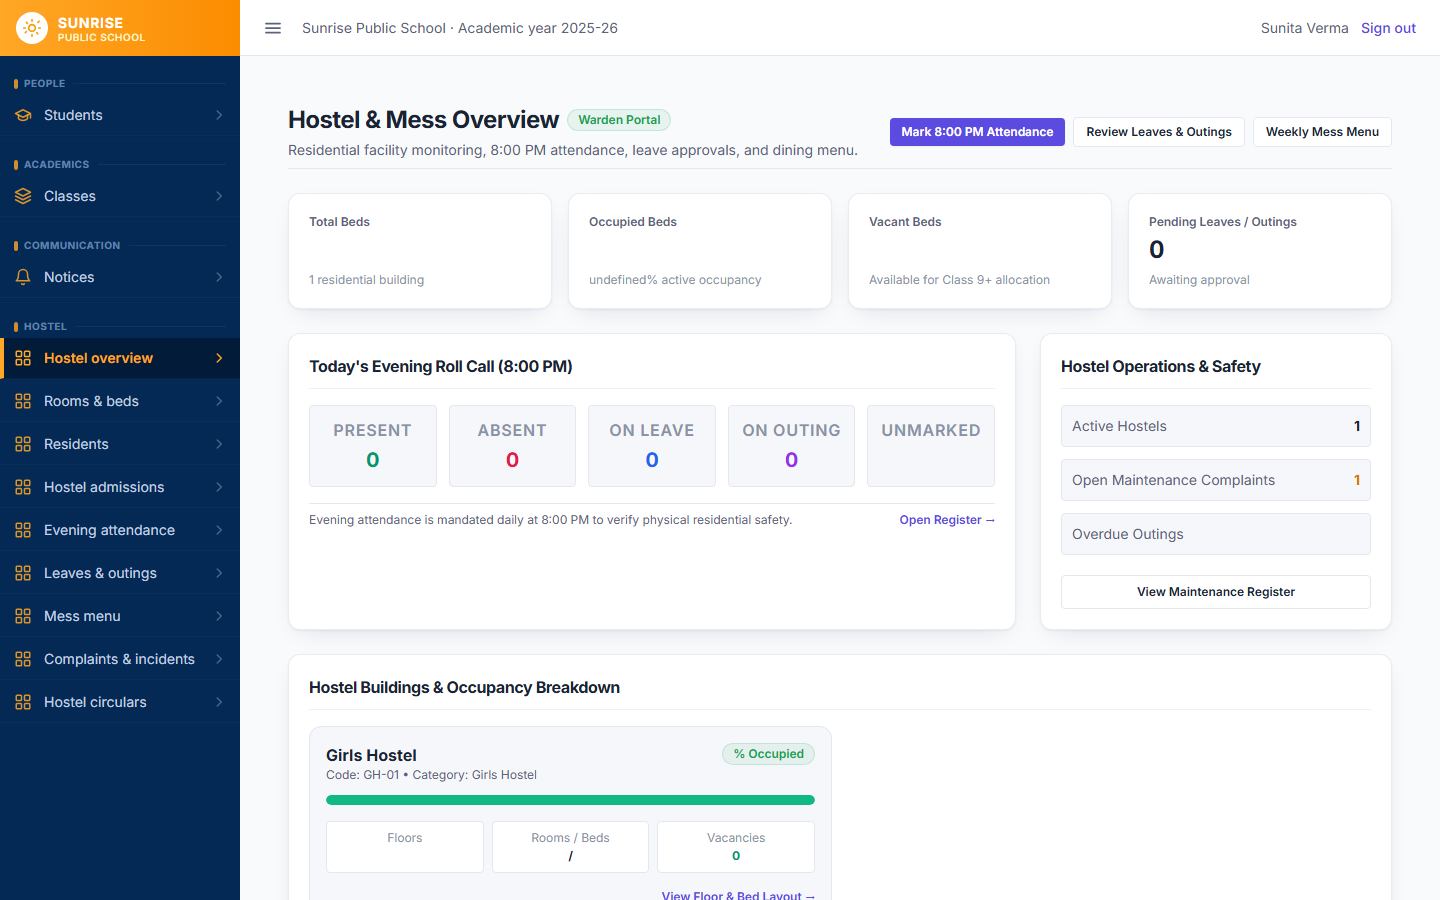 SUNRISE
PUBLIC SCHOOL
Sunrise Public School · Academic year 2025-26
Sunita Verma
Sign out
PEOPLE
Students
ACADEMICS
Classes
COMMUNICATION
Notices
HOSTEL
Hostel overview
Rooms & beds
Residents
Hostel admissions
Evening attendance
Leaves & outings
Mess menu
Complaints & incidents
Hostel circulars
Hostel & Mess Overview
Warden Portal
Residential facility monitoring, 8:00 PM attendance, leave approvals, and dining menu.
Mark 8:00 PM Attendance
Review Leaves & Outings
Weekly Mess Menu
Total Beds
1 residential building
Occupied Beds
undefined% active occupancy
Vacant Beds
Available for Class 9+ allocation
Pending Leaves / Outings
0
Awaiting approval
Today's Evening Roll Call (8:00 PM)
PRESENT
0
ABSENT
0
ON LEAVE
0
ON OUTING
0
UNMARKED
Evening attendance is mandated daily at 8:00 PM to verify physical residential safety.
Open Register →
Hostel Operations & Safety
Active Hostels 1
Open Maintenance Complaints 1
Overdue Outings
View Maintenance Register
Hostel Buildings & Occupancy Breakdown
Girls Hostel
% Occupied
Code: GH-01 • Category: Girls Hostel
Floors
Rooms / Beds
/
Vacancies
0
View Floor & Bed Layout →